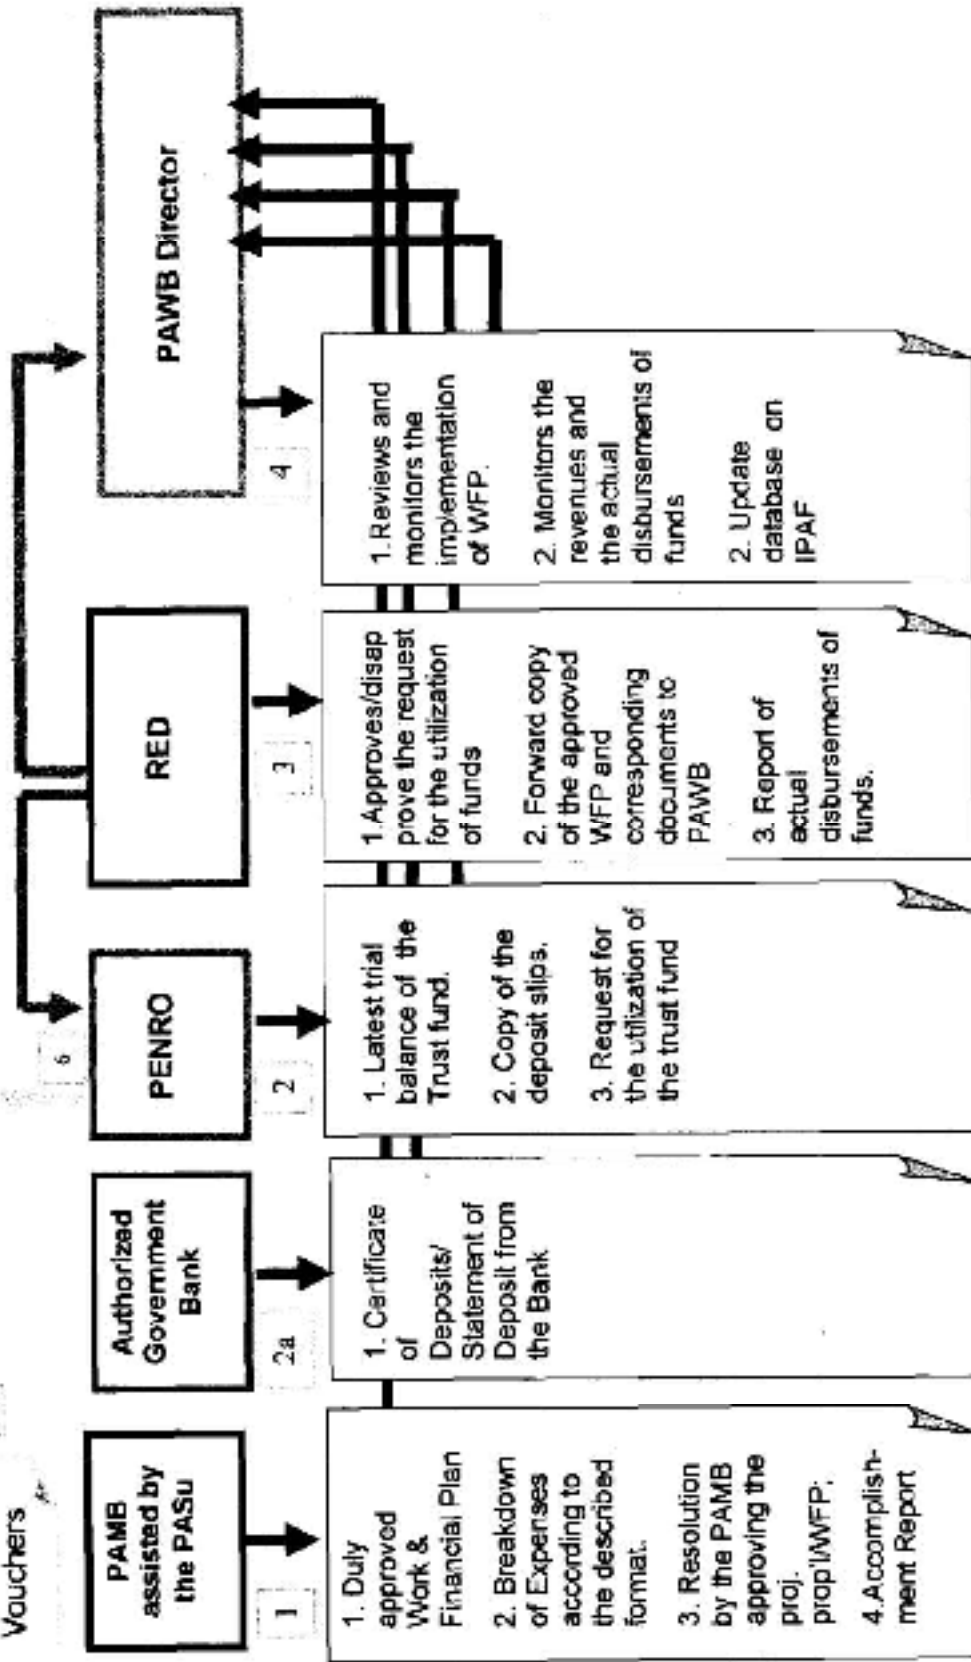 Vouchers
PAMB
assisted by
the PASu
Authorized
Government
Bank
PENRO
RED
PAWB Director
6
1
2a
2
3
4
1. Duly
approved
Work &
Financial Plan
2. Breakdown
of Expenses
according to
the described
format.
3. Resolution
by the PAMB
approving the
proj.
prop'l/WFP;
4.Accomplish-
ment Report
1. Certificate
of
Deposits/
Statement of
Deposit from
the Bank
1. Latest trial
balance of the
Trust fund.
2. Copy of the
deposit slips.
3. Request for
the utilization of
the trust fund
1.Approves/disap
prove the request
for the utilization
of funds
2. Forward copy
of the approved
WFP and
corresponding
documents to
PAWB
3. Report of
actual
disbursements of
funds.
1.Reviews and
monitors the
implementation
of WFP.
2. Monitors the
revenues and
the actual
disbursements of
funds
2. Update
database on
IPAF